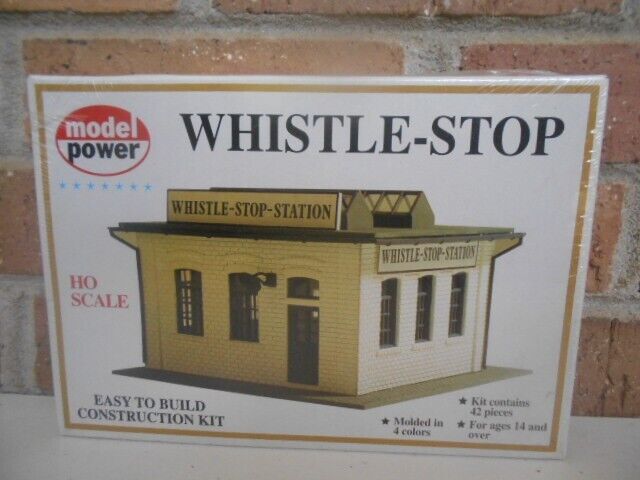 model
power
WHISTLE-STOP
WHISTLE-STOP-STATION
WHISTLE-STOP-STATION
HO
SCALE
EASY TO BUILD
CONSTRUCTION KIT
★ Molded in
4 colors
★ Kit contains
42 pieces
★ For ages 14 and
over